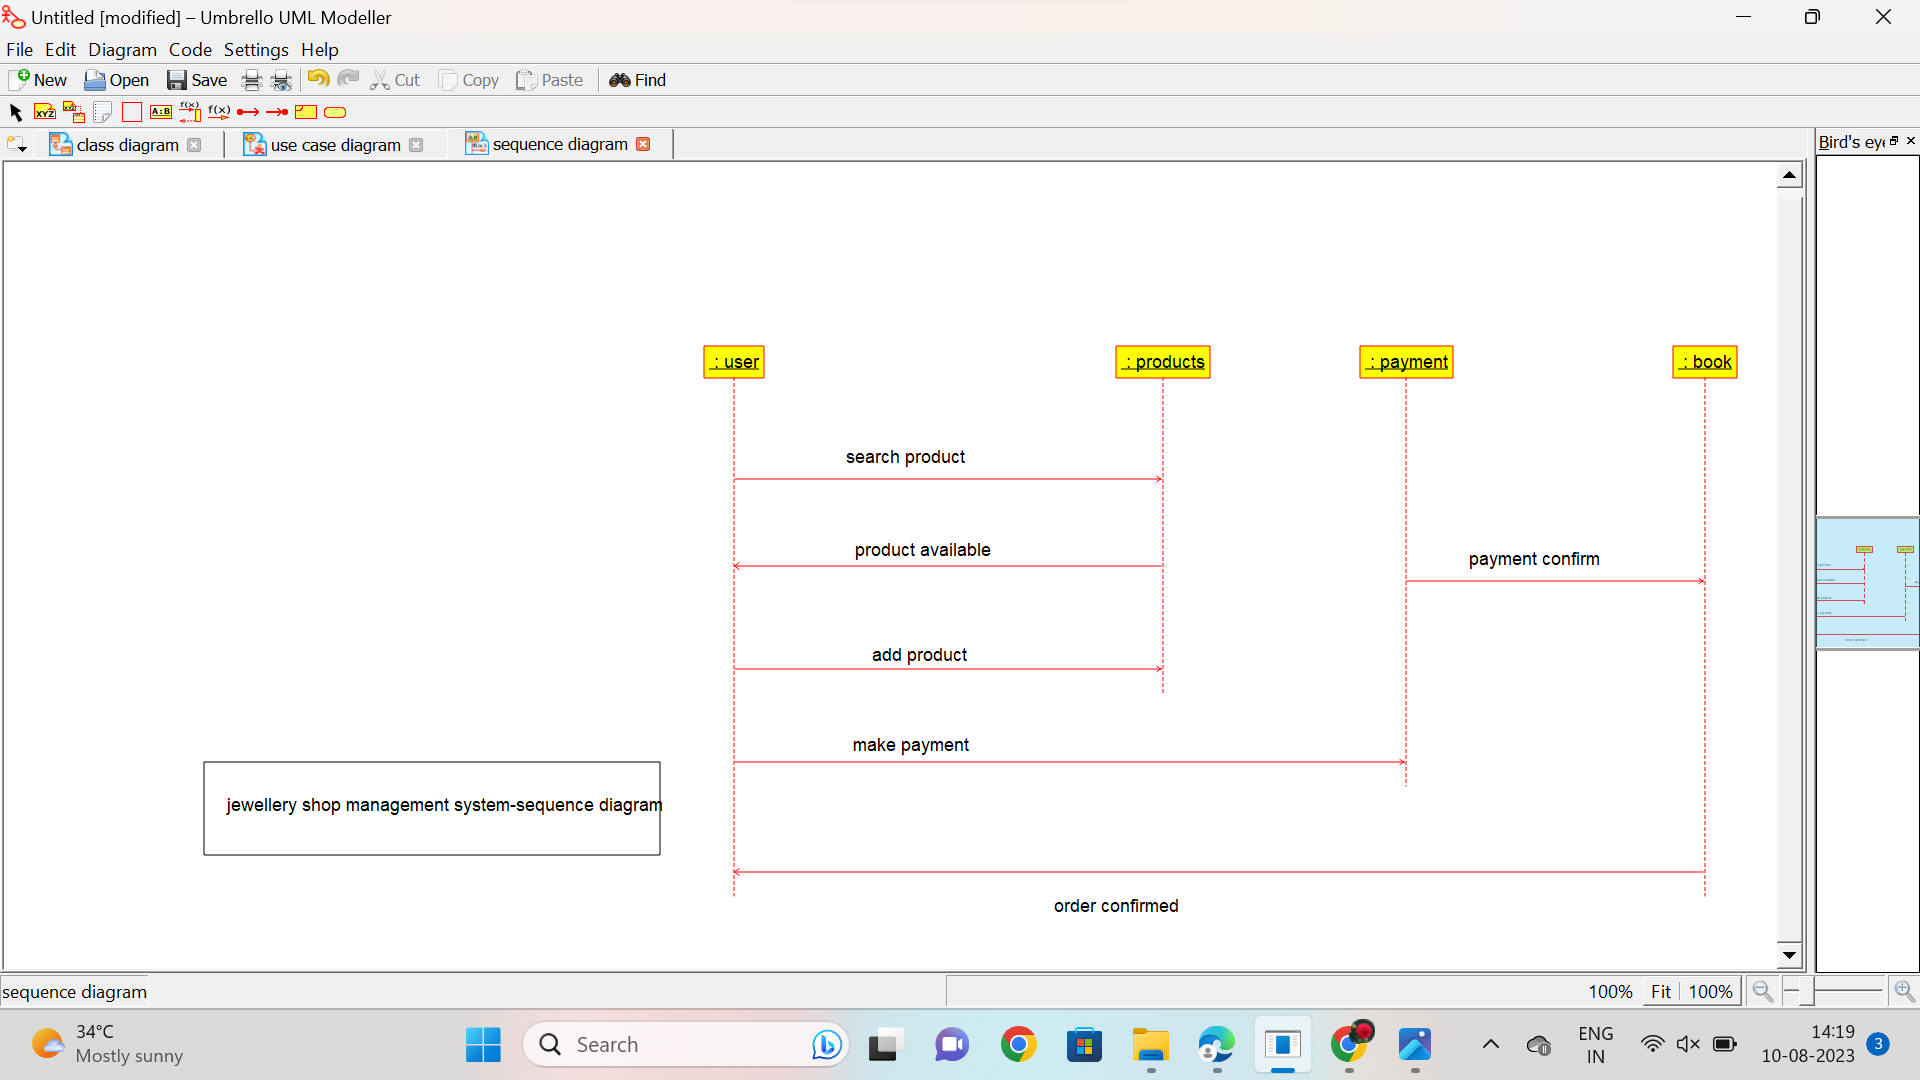 Untitled [modified] – Umbrello UML Modeller
File Edit Diagram Code Settings Help
New Open Save Cut Copy Paste Find
XYZ XYZ A:B f(x) f(x)
class diagram use case diagram sequence diagram
Bird's ey
: user : products : payment : book
search product
product available
payment confirm
add product
make payment
jewellery shop management system-sequence diagram
order confirmed
sequence diagram
100% Fit 100%
34°C
Mostly sunny
Search
ENG
IN
14:19
10-08-2023
3